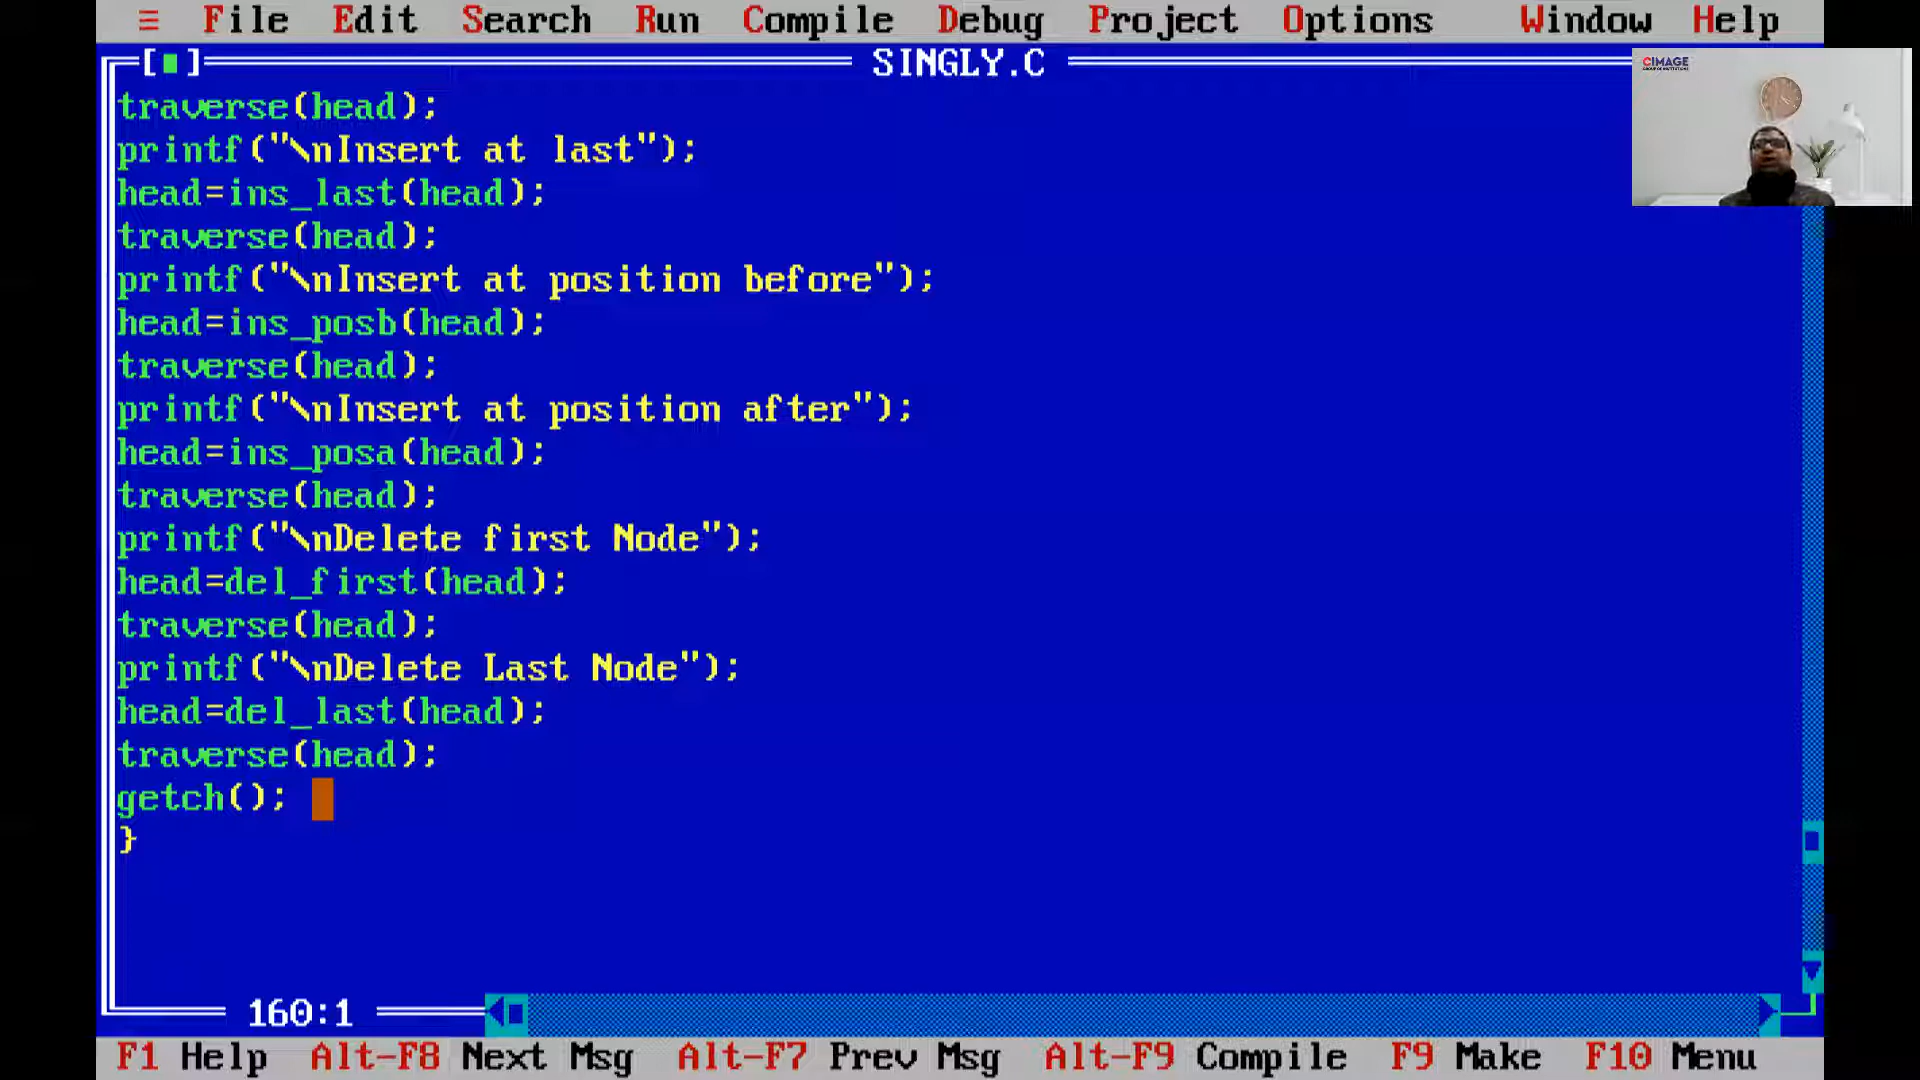 ≡ File Edit Search Run Compile Debug Project Options Window Help
[■] SINGLY.C
CIMAGE
GROUP OF INSTITUTIONS
traverse(head);
printf("\nInsert at last");
head=ins_last(head);
traverse(head);
printf("\nInsert at position before");
head=ins_posb(head);
traverse(head);
printf("\nInsert at position after");
head=ins_posa(head);
traverse(head);
printf("\nDelete first Node");
head=del_first(head);
traverse(head);
printf("\nDelete Last Node");
head=del_last(head);
traverse(head);
getch();
}
160:1
F1 Help Alt-F8 Next Msg Alt-F7 Prev Msg Alt-F9 Compile F9 Make F10 Menu